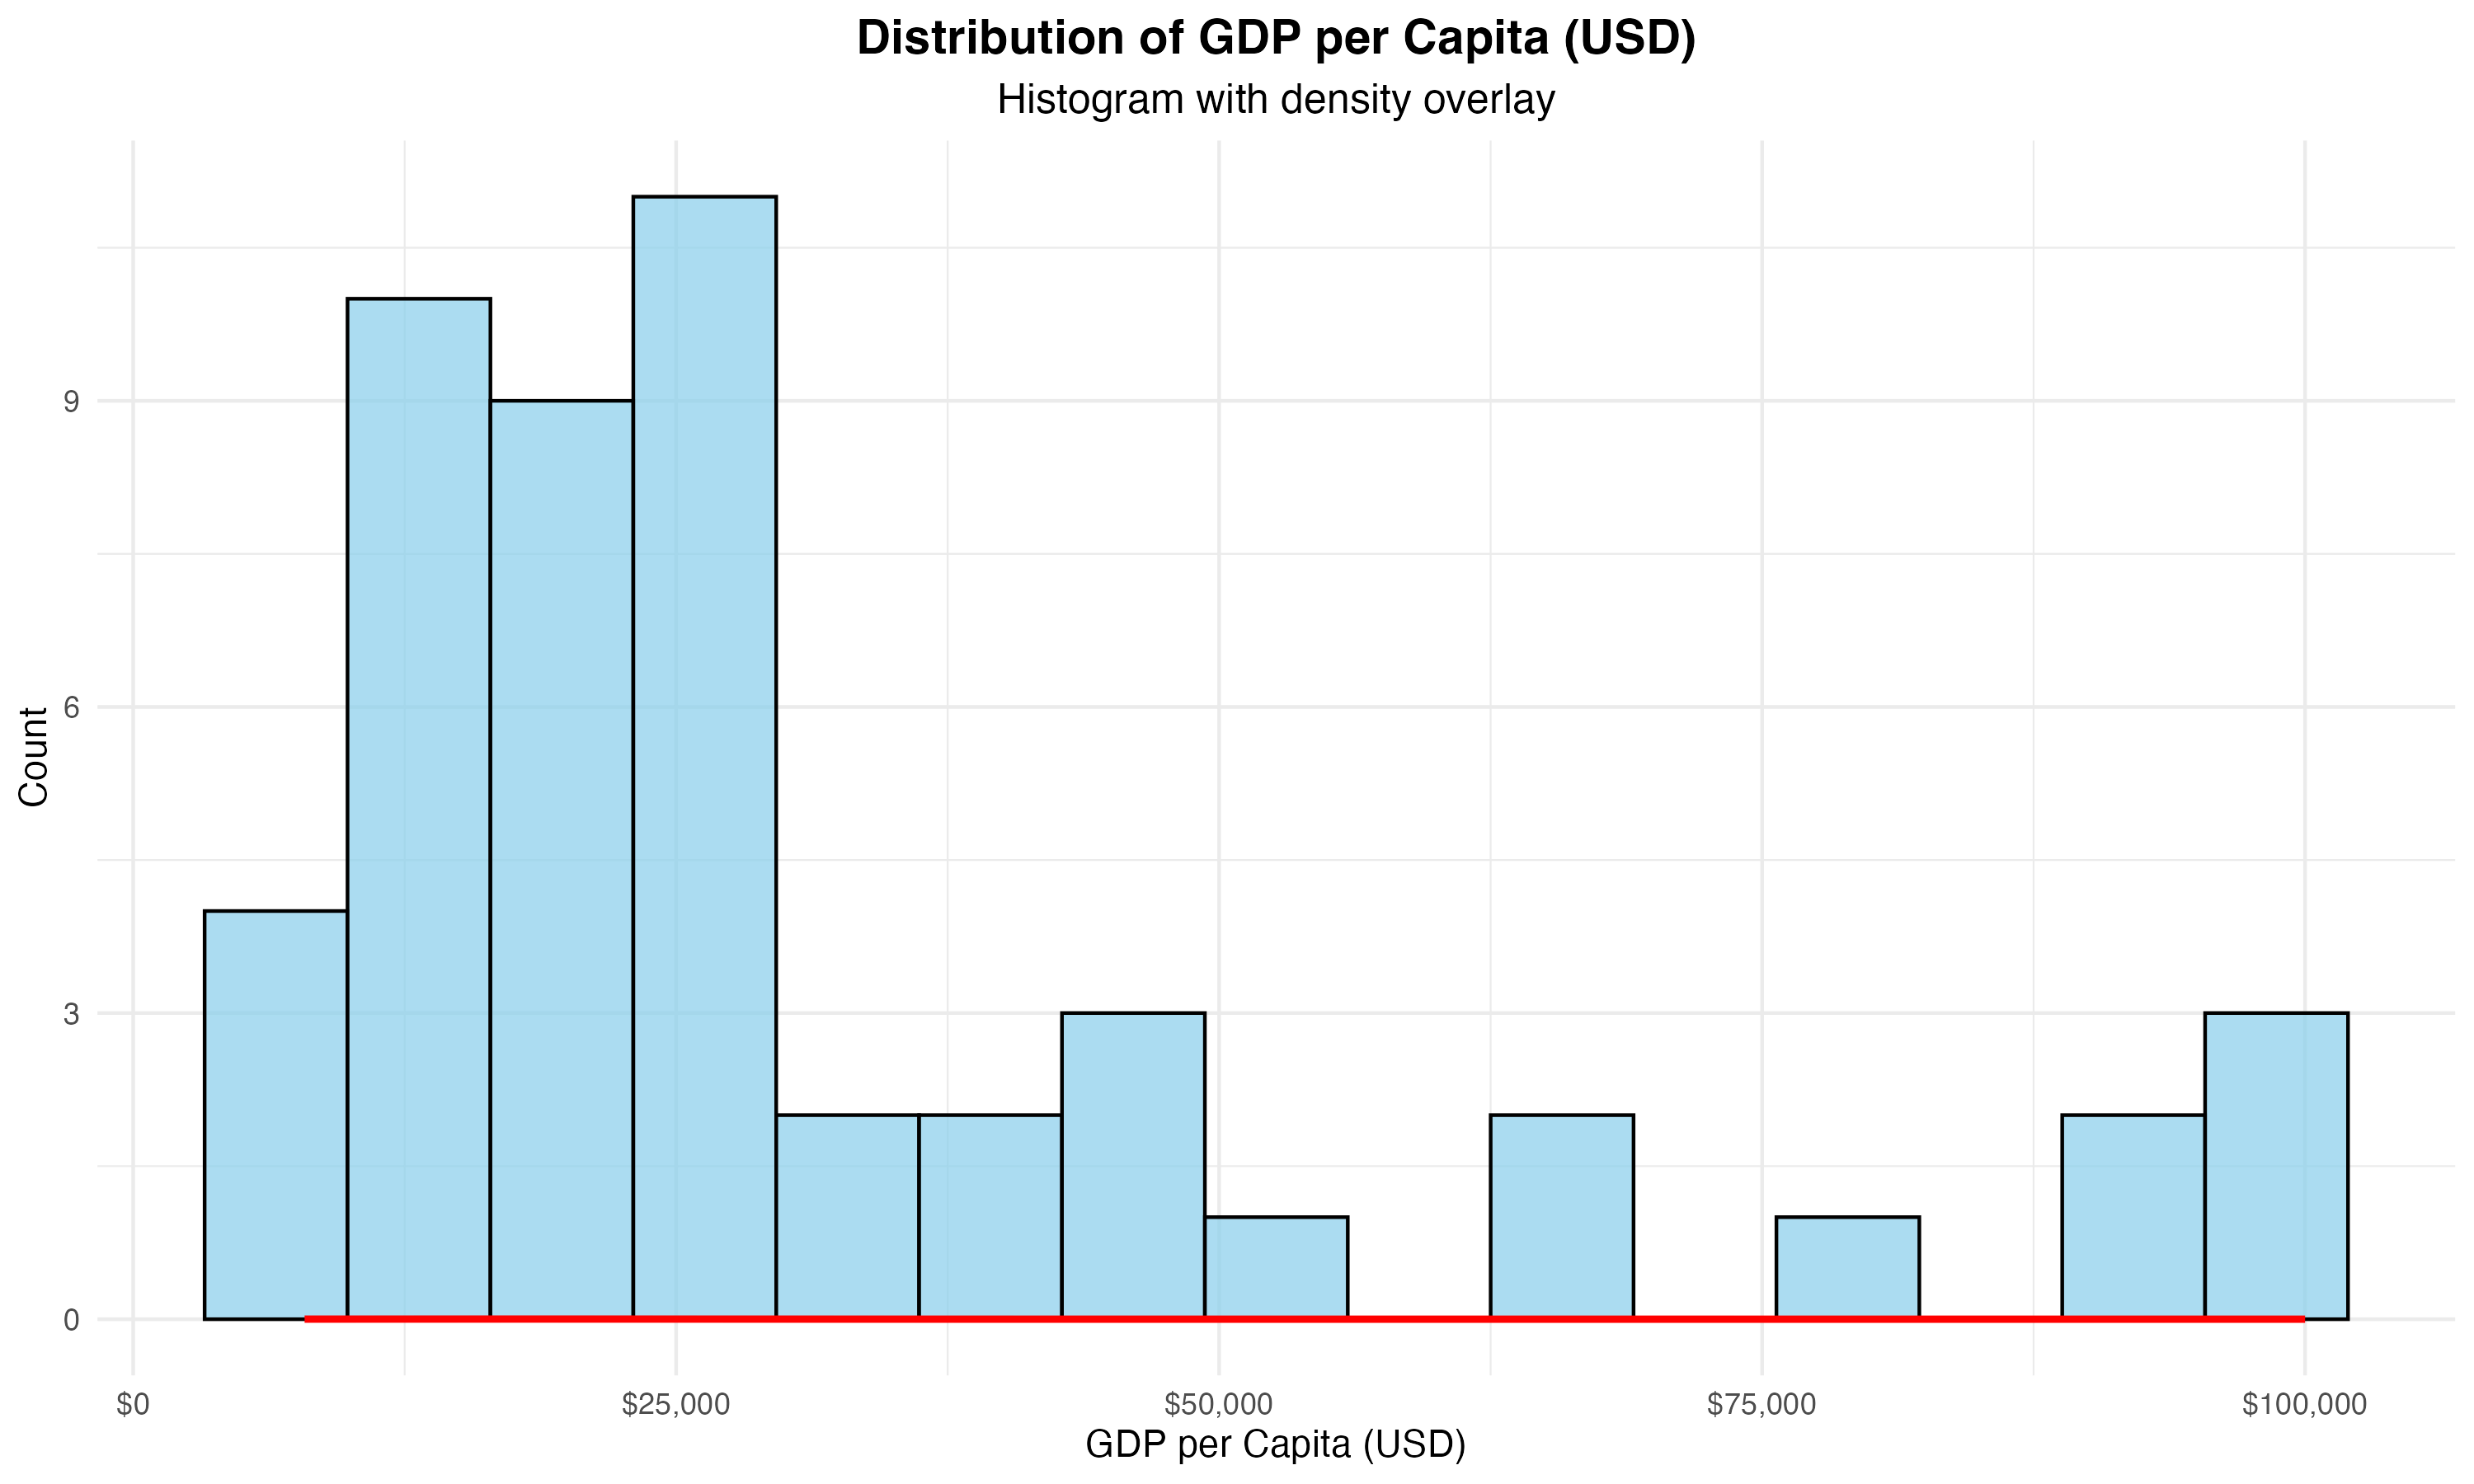 Distribution of GDP per Capita (USD)
Histogram with density overlay
Count
9
6
3
0
$0 $25,000 $50,000 $75,000 $100,000
GDP per Capita (USD)